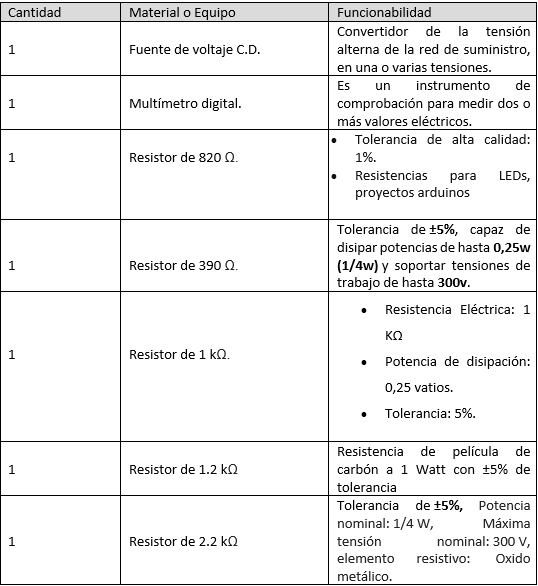 Cantidad Material o Equipo Funcionabilidad
Convertidor de la tensión
1 Fuente de voltaje C.D. alterna de la red de suministro,
en una o varias tensiones.
Es un instrumento de
1 Multímetro digital. comprobación para medir dos o
más valores eléctricos.
• Tolerancia de alta calidad:
1 Resistor de 820 Ω. 1%.
• Resistencias para LEDs,
proyectos arduinos
Tolerancia de ±5%, capaz de
disipar potencias de hasta 0,25w
1 Resistor de 390 Ω. (1/4w) y soportar tensiones de
trabajo de hasta 300v.
• Resistencia Eléctrica: 1
KΩ
1 Resistor de 1 kΩ. • Potencia de disipación:
0,25 vatios.
• Tolerancia: 5%.
Resistencia de película de
1 Resistor de 1.2 kΩ carbón a 1 Watt con ±5% de
tolerancia
Tolerancia de ±5%, Potencia
nominal: 1/4 W, Máxima
1 Resistor de 2.2 kΩ tensión nominal: 300 V,
elemento resistivo: Oxido
metálico.